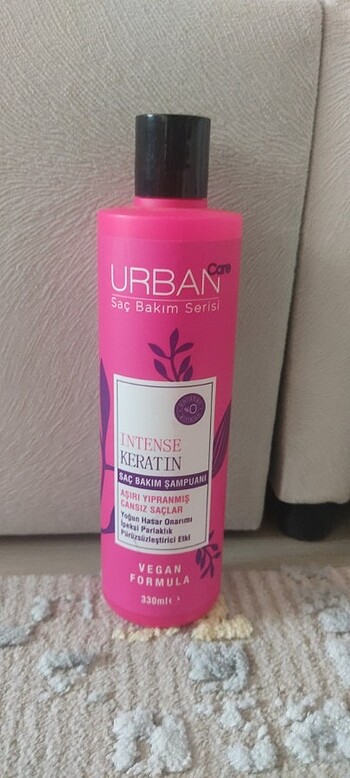 URBAN Care
Saç Bakım Serisi
%0
INTENSE
KERATIN
SAÇ BAKIM ŞAMPUANI
AŞIRI YIPRANMIŞ
CANSIZ SAÇLAR
Yoğun Hasar Onarımı
İpeksi Parlaklık
Pürüzsüzleştirici Etki
VEGAN
FORMULA
330ml e